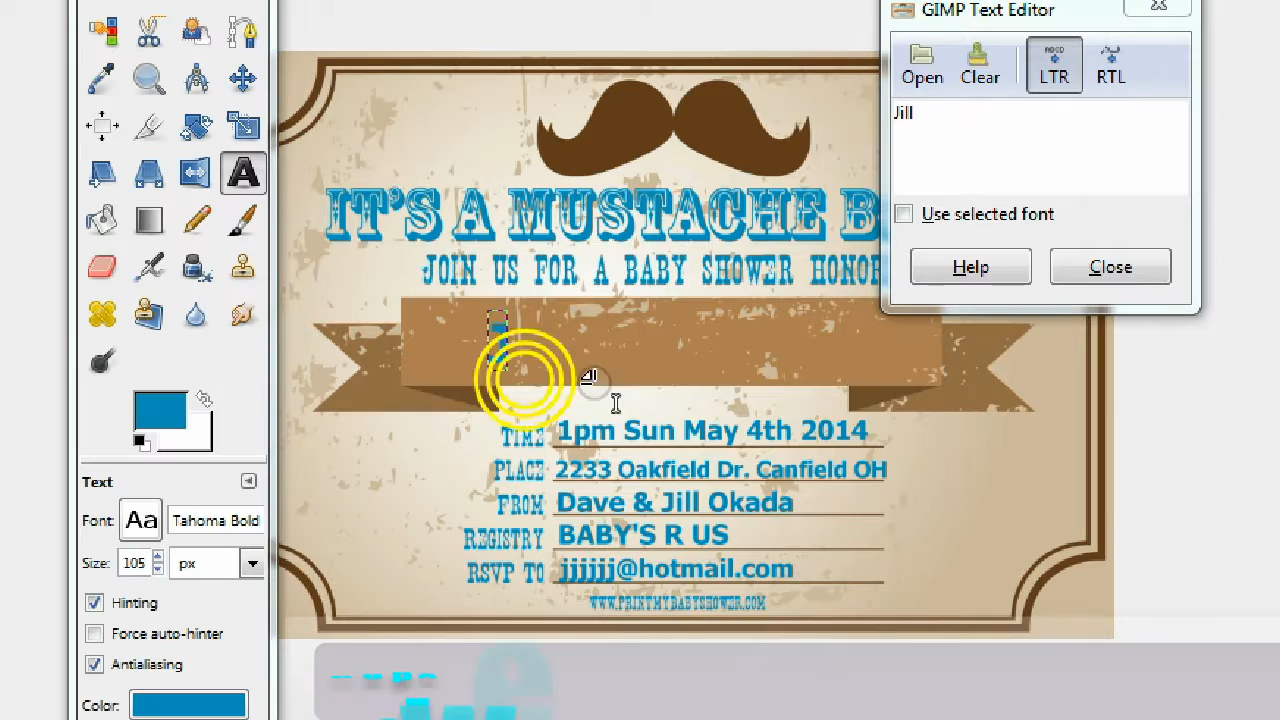 GIMP Text Editor
Open Clear LTR RTL
Jill
Use selected font
Help Close
IT'S A MUSTACHE B
JOIN US FOR A BABY SHOWER HONOR
TIME 1pm Sun May 4th 2014
PLACE 2233 Oakfield Dr. Canfield OH
FROM Dave & Jill Okada
REGISTRY BABY'S R US
RSVP TO jjjjjj@hotmail.com
WWW.PRINTMYBABYSHOWER.COM
Text
Font: Aa Tahoma Bold
Size: 105 px
Hinting
Force auto-hinter
Antialiasing
Color: